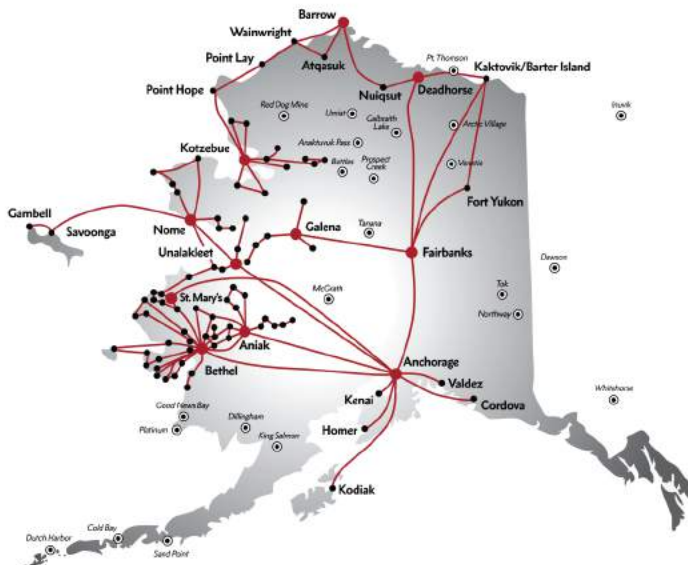 Barrow
Wainwright
Point Lay
Atqasuk
Pt. Thomson
Kaktovik/Barter Island
Point Hope
Nuiqsut
Deadhorse
Red Dog Mine
Umiat
Galbraith
Lake
Arctic Village
Inuvik
Kotzebue
Anaktuvuk Pass
Bettles
Prospect
Creek
Venetie
Fort Yukon
Gambell
Savoonga
Nome
Galena
Tanana
Unalakleet
Fairbanks
Dawson
St. Mary's
McGrath
Tok
Northway
Aniak
Bethel
Anchorage
Valdez
Kenai
Cordova
Whitehorse
Good News Bay
Platinum
Dillingham
King Salmon
Homer
Kodiak
Dutch Harbor
Cold Bay
Sand Point